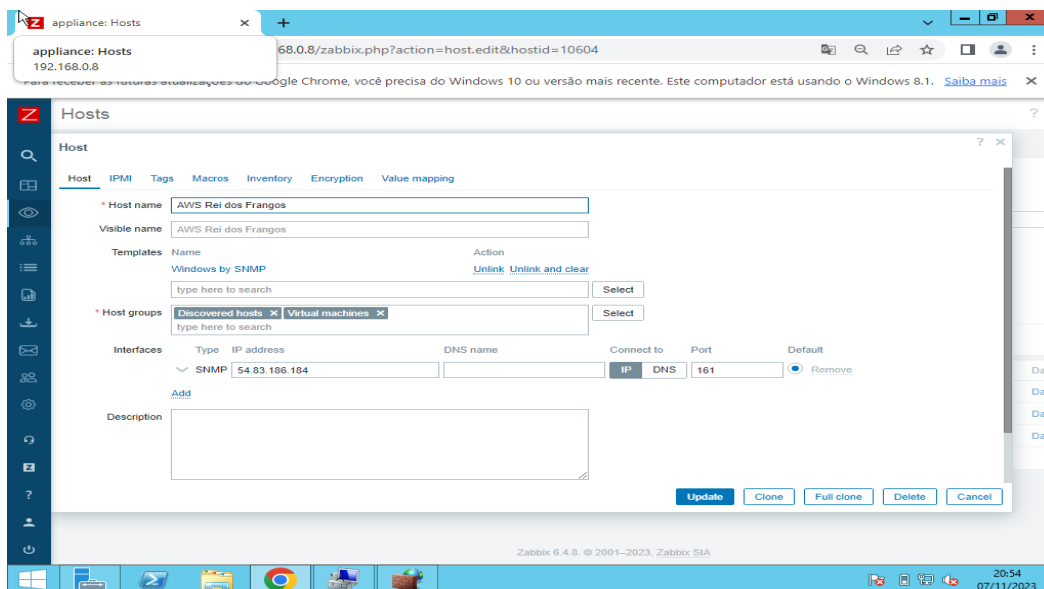 Z appliance: Hosts
appliance: Hosts
192.168.0.8
68.0.8/zabbix.php?action=host.edit&hostid=10604
Para receber as futuras atualizações do Google Chrome, você precisa do Windows 10 ou versão mais recente. Este computador está usando o Windows 8.1. Saiba mais
Z Hosts ?
Host ?
Host IPMI Tags Macros Inventory Encryption Value mapping
* Host name AWS Rei dos Frangos
Visible name AWS Rei dos Frangos
Templates Name Action
Windows by SNMP Unlink Unlink and clear
type here to search Select
* Host groups Discovered hosts Virtual machines Select
type here to search
Interfaces Type IP address DNS name Connect to Port Default
SNMP 54.83.186.184 IP DNS 161 Remove
Add
Da
Da
Da
Da
Description
Z
?
Update Clone Full clone Delete Cancel
Zabbix 6.4.8. © 2001–2023, Zabbix SIA
20:54
07/11/2023